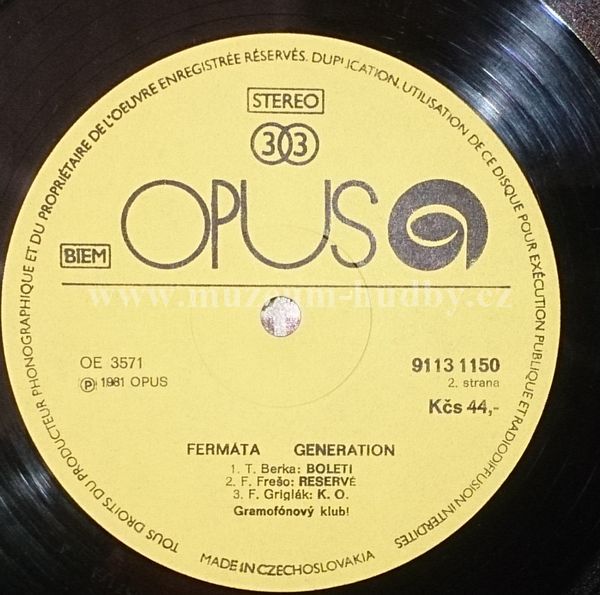 TOUS DROITS DU PRODUCTEUR PHONOGRAPHIQUE ET DU PROPRIÉTAIRE DE L'OEUVRE ENREGISTRÉE RÉSERVÉS. DUPLICATION, UTILISATION DE CE DISQUE POUR EXÉCUTION PUBLIQUE ET RADIODIFFUSION INTERDITES
STEREO
33
OPUS
BIEM
www.muzeum-hudby.cz
OE 3571 9113 1150
Ⓟ 1981 OPUS 2. strana
Kčs 44,-
FERMÁTA GENERATION
1. T. Berka: BOLETI
2. F. Frešo: RESERVÉ
3. F. Griglák: K. O.
Gramofónový klub!
MADE IN CZECHOSLOVAKIA